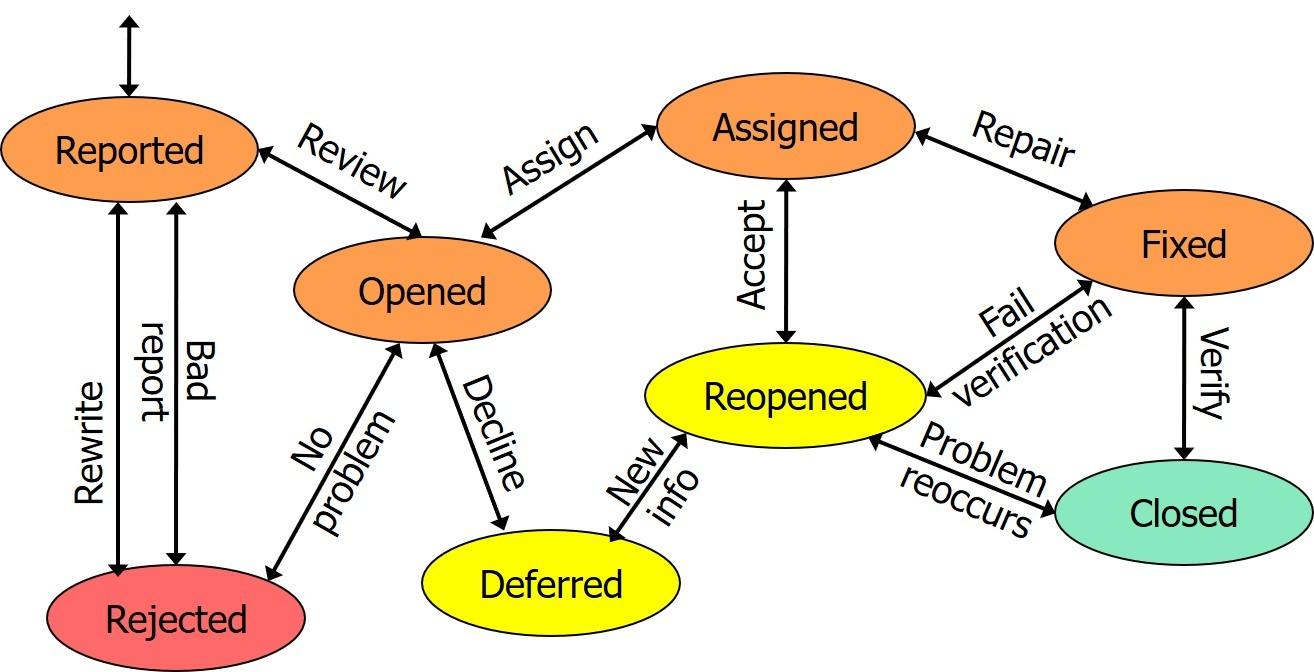 Reported
Review
Assign
Assigned
Repair
Opened
Accept
Fixed
Bad
report
Rewrite
No
problem
Decline
New
info
Reopened
Fail
verification
Verify
Problem
reoccurs
Closed
Deferred
Rejected